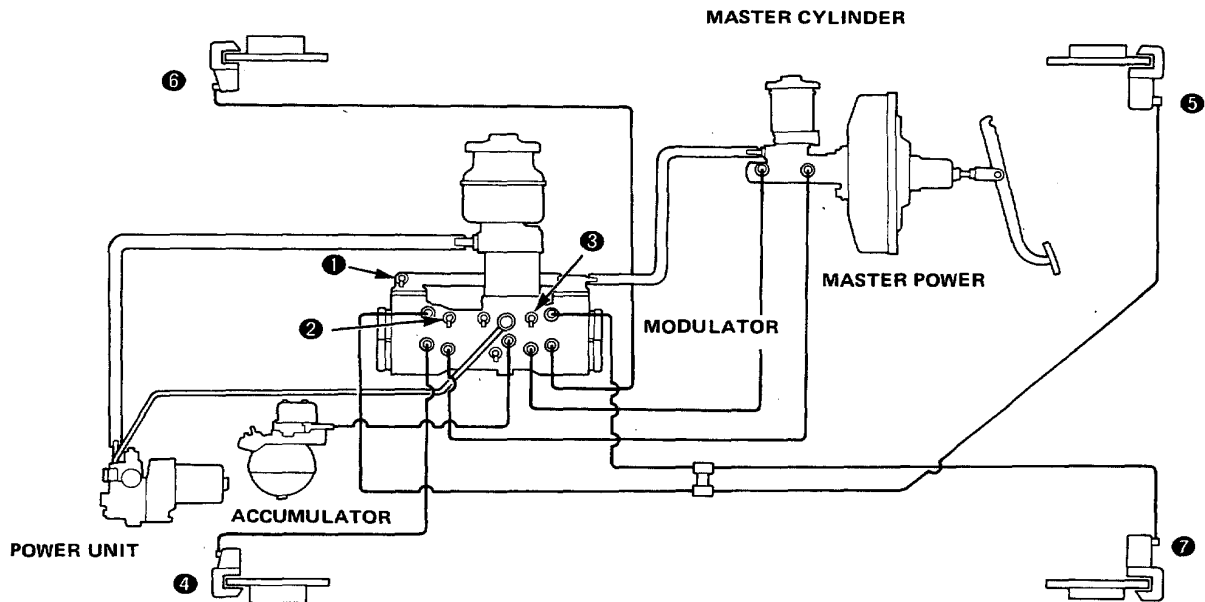 MASTER CYLINDER
6
5
3
1
MASTER POWER
2
MODULATOR
ACCUMULATOR
POWER UNIT
7
4